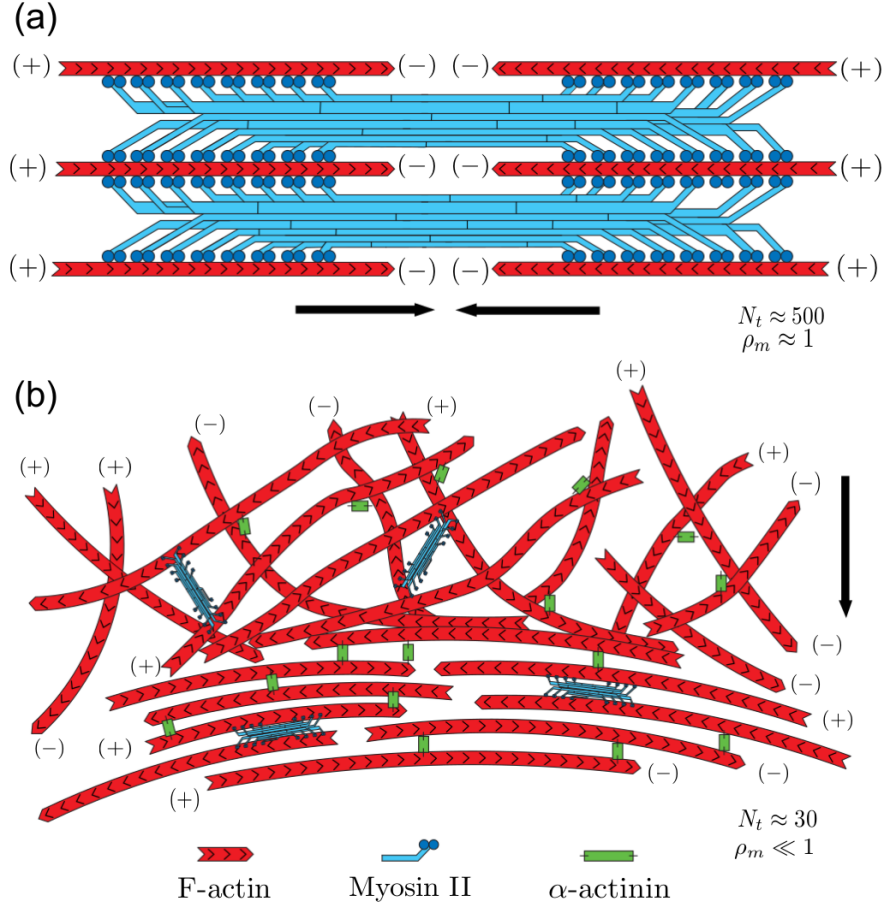 (a)
(+) (−) (−) (+)
(+) (−) (−) (+)
(+) (−) (−) (+)
N_t ≈ 500
ρ_m ≈ 1
(b)
(+)
(−) (−) (+)
(+) (+) (+)
(−)
(+) (−)
(−)
(−) (+) (+)
(+) (−) (−)
N_t ≈ 30
ρ_m ≪ 1
F-actin Myosin II α-actinin